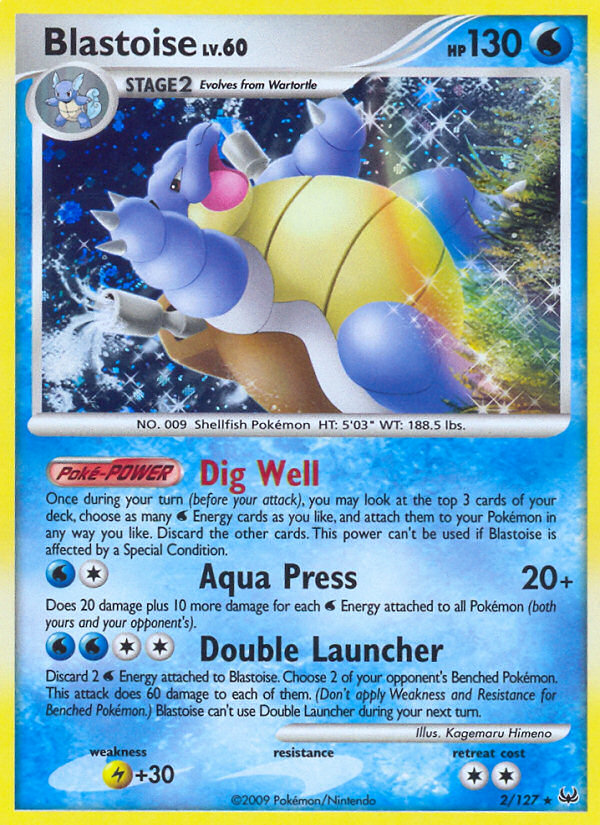 Blastoise LV.60 HP 130
STAGE2 Evolves from Wartortle
NO. 009 Shellfish Pokémon HT: 5'03" WT: 188.5 lbs.
Poké-POWER Dig Well
Once during your turn (before your attack), you may look at the top 3 cards of your
deck, choose as many Energy cards as you like, and attach them to your Pokémon in
any way you like. Discard the other cards. This power can't be used if Blastoise is
affected by a Special Condition.
Aqua Press 20+
Does 20 damage plus 10 more damage for each Energy attached to all Pokémon (both
yours and your opponent's).
Double Launcher
Discard 2 Energy attached to Blastoise. Choose 2 of your opponent's Benched Pokémon.
This attack does 60 damage to each of them. (Don't apply Weakness and Resistance for
Benched Pokémon.) Blastoise can't use Double Launcher during your next turn.
Illus. Kagemaru Himeno
weakness resistance retreat cost
+30
©2009 Pokémon/Nintendo 2/127 ★